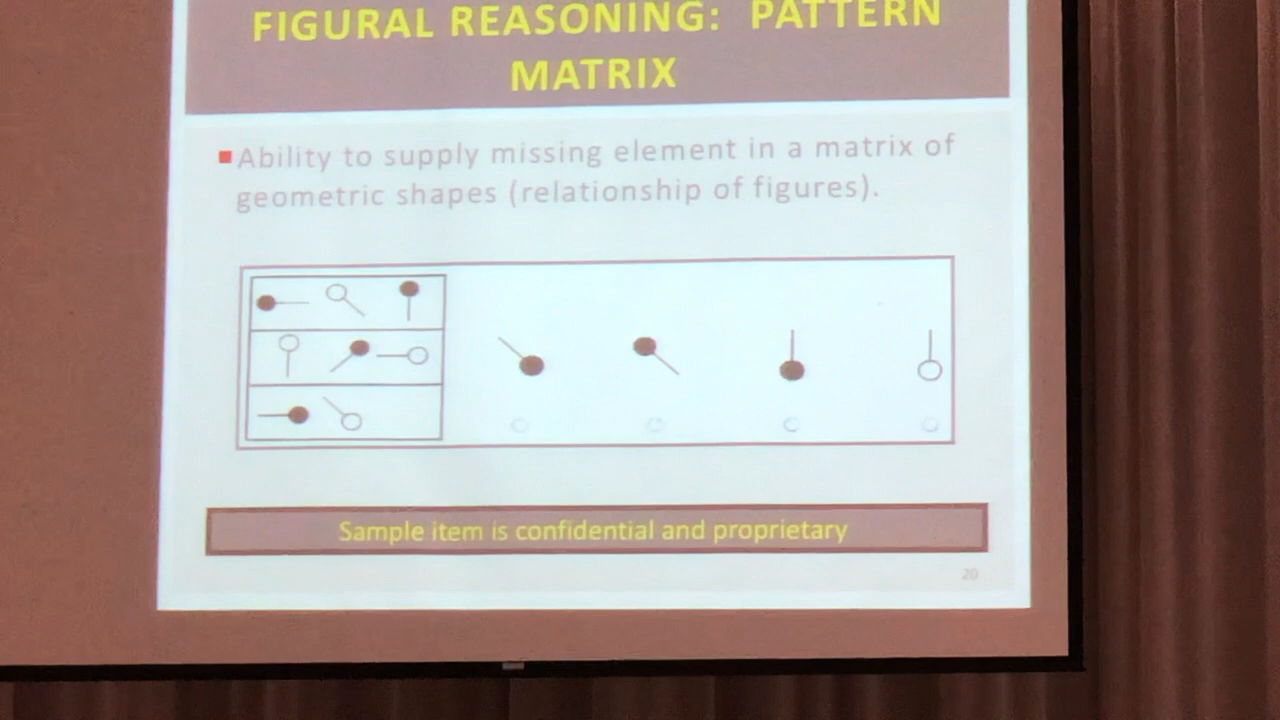 FIGURAL REASONING: PATTERN
MATRIX
▪Ability to supply missing element in a matrix of
geometric shapes (relationship of figures).
Sample item is confidential and proprietary
20